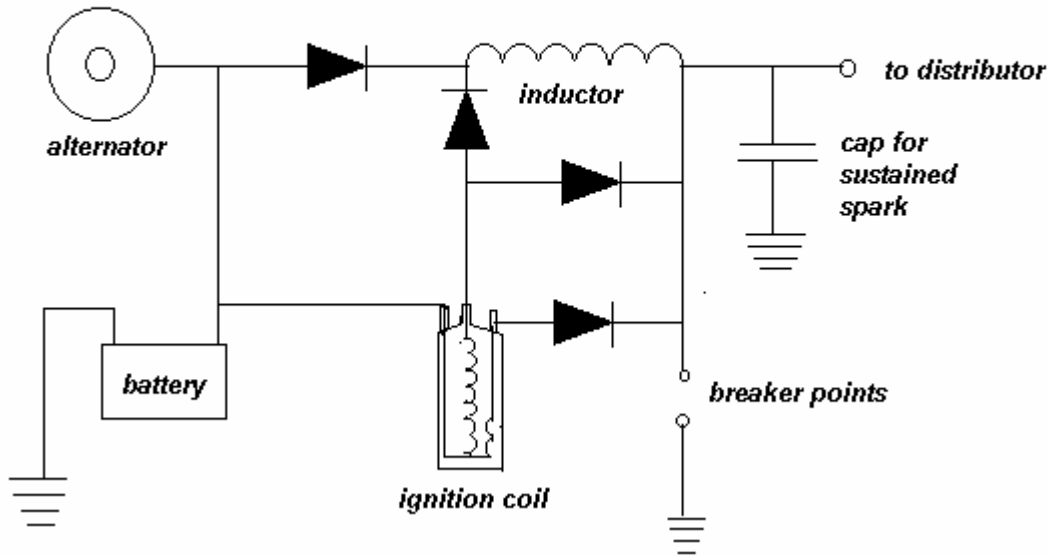 alternator
inductor
to distributor
cap for
sustained
spark
battery
breaker points
ignition coil